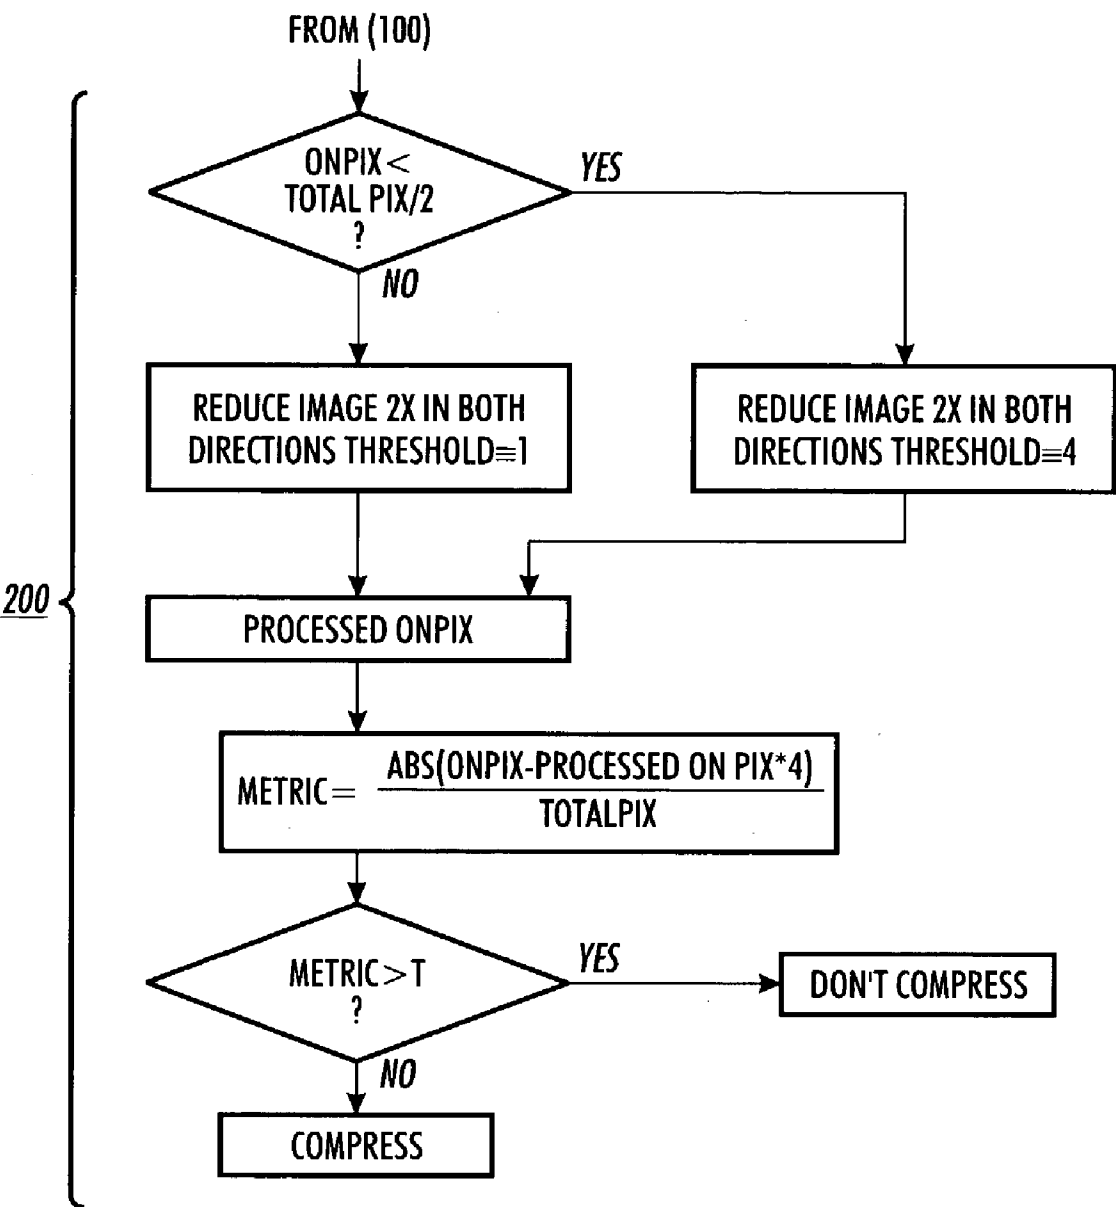 FROM (100)
ONPIX<
TOTAL PIX/2
?
YES
NO
REDUCE IMAGE 2X IN BOTH
DIRECTIONS THRESHOLD≡1
REDUCE IMAGE 2X IN BOTH
DIRECTIONS THRESHOLD≡4
200
PROCESSED ONPIX
METRIC= ABS(ONPIX-PROCESSED ON PIX*4)
TOTALPIX
METRIC>T
?
YES
DON'T COMPRESS
NO
COMPRESS